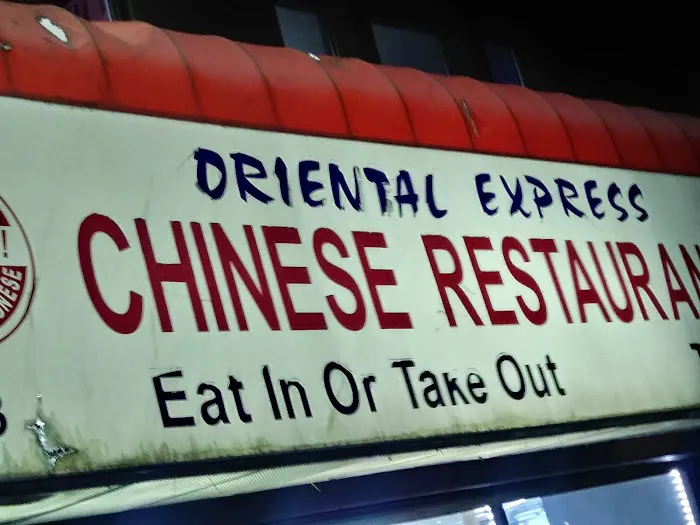 ORIENTAL EXPRESS
CHINESE RESTAURAN
Eat In Or Take Out